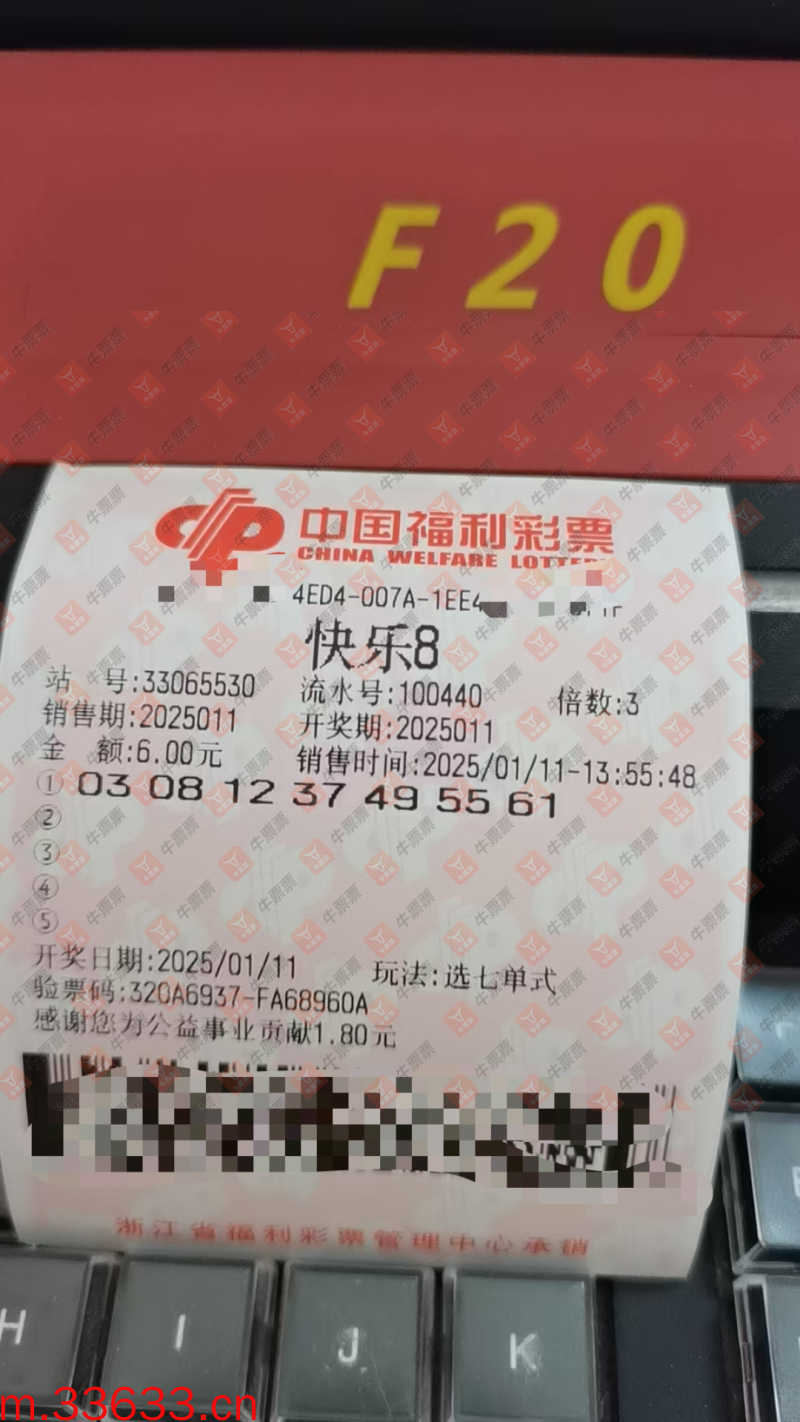 F20
中国福利彩票
CHINA WELFARE LOTTERY
4ED4-007A-1EE4
快乐8
站 号:33065530 流水号:100440 倍数:3
销售期:2025011 开奖期:2025011
金 额:6.00元 销售时间:2025/01/11-13:55:48
① 03 08 12 37 49 55 61
②
③
④
⑤
开奖日期:2025/01/11 玩法:选七单式
验票码:320A6937-FA68960A
感谢您为公益事业贡献1.80元
浙江省福利彩票管理中心承销
H I J K
m.33633.cn
牛票票